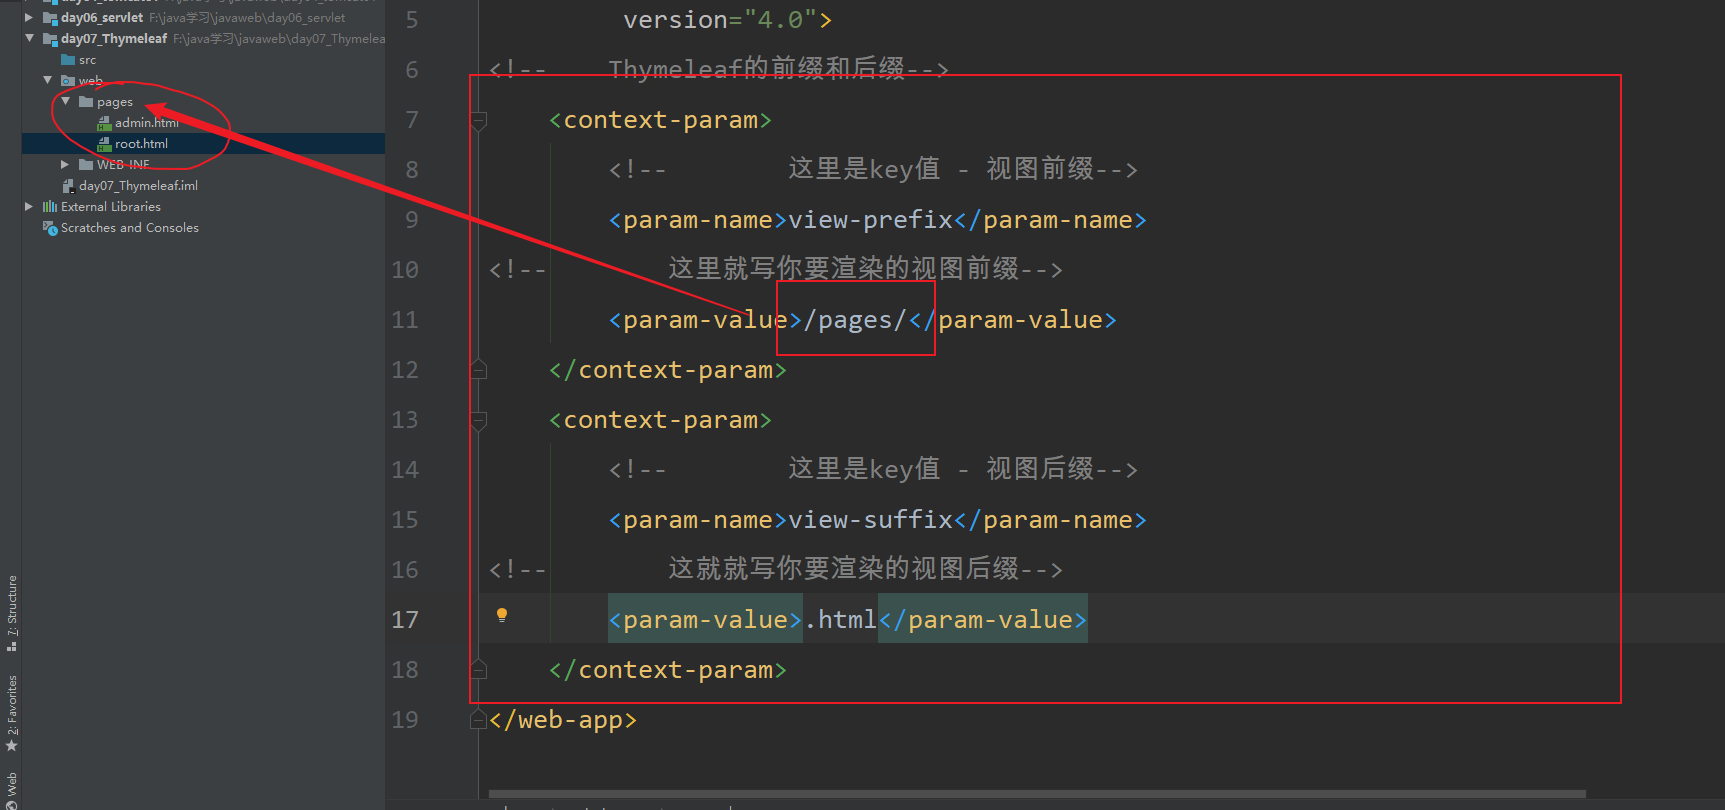 day06_servlet F:\java学习\javaweb\day06_servlet
day07_Thymeleaf F:\java学习\javaweb\day07_Thymelea
src
web
pages
admin.html
root.html
WEB-INF
day07_Thymeleaf.iml
External Libraries
Scratches and Consoles
7: Structure
2: Favorites
Web
5 version="4.0">
6 <!-- Thymeleaf的前缀和后缀-->
7 <context-param>
8 <!-- 这里是key值 - 视图前缀-->
9 <param-name>view-prefix</param-name>
10 <!-- 这里就写你要渲染的视图前缀-->
11 <param-value>/pages/</param-value>
12 </context-param>
13 <context-param>
14 <!-- 这里是key值 - 视图后缀-->
15 <param-name>view-suffix</param-name>
16 <!-- 这就就写你要渲染的视图后缀-->
17 <param-value>.html</param-value>
18 </context-param>
19 </web-app>